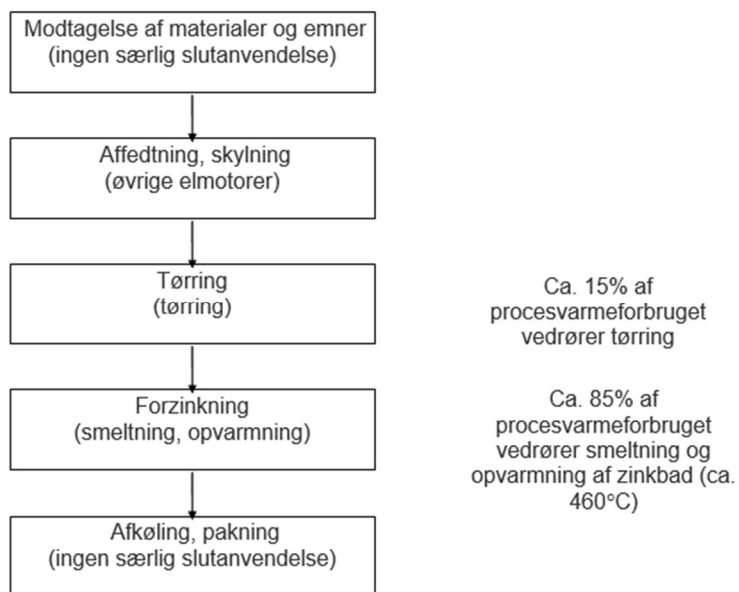 Modtagelse af materialer og emner
(ingen særlig slutanvendelse)
Affedtning, skylning
(øvrige elmotorer)
Tørring
(tørring)
Ca. 15% af
procesvarmeforbruget
vedrører tørring
Forzinkning
(smeltning, opvarmning)
Ca. 85% af
procesvarmeforbruget
vedrører smeltning og
opvarmning af zinkbad (ca.
460°C)
Afkøling, pakning
(ingen særlig slutanvendelse)